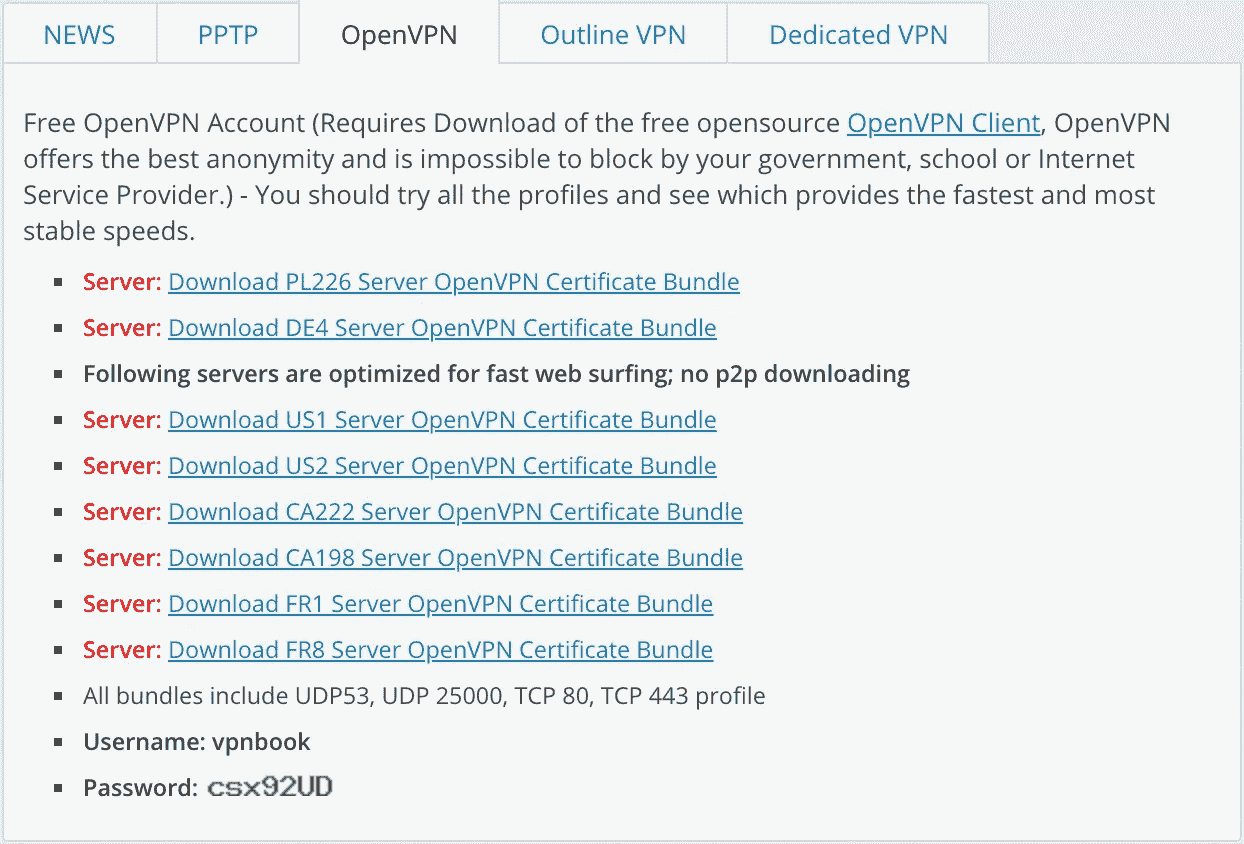 NEWS
PPTP
OpenVPN
Outline VPN
Dedicated VPN
Free OpenVPN Account (Requires Download of the free opensource OpenVPN Client, OpenVPN
offers the best anonymity and is impossible to block by your government, school or Internet
Service Provider.) - You should try all the profiles and see which provides the fastest and most
stable speeds.
Server: Download PL226 Server OpenVPN Certificate Bundle
Server: Download DE4 Server OpenVPN Certificate Bundle
Following servers are optimized for fast web surfing; no p2p downloading
Server: Download US1 Server OpenVPN Certificate Bundle
Server: Download US2 Server OpenVPN Certificate Bundle
Server: Download CA222 Server OpenVPN Certificate Bundle
Server: Download CA198 Server OpenVPN Certificate Bundle
Server: Download FR1 Server OpenVPN Certificate Bundle
Server: Download FR8 Server OpenVPN Certificate Bundle
All bundles include UDP53, UDP 25000, TCP 80, TCP 443 profile
Username: vpnbook
Password: csx92UD